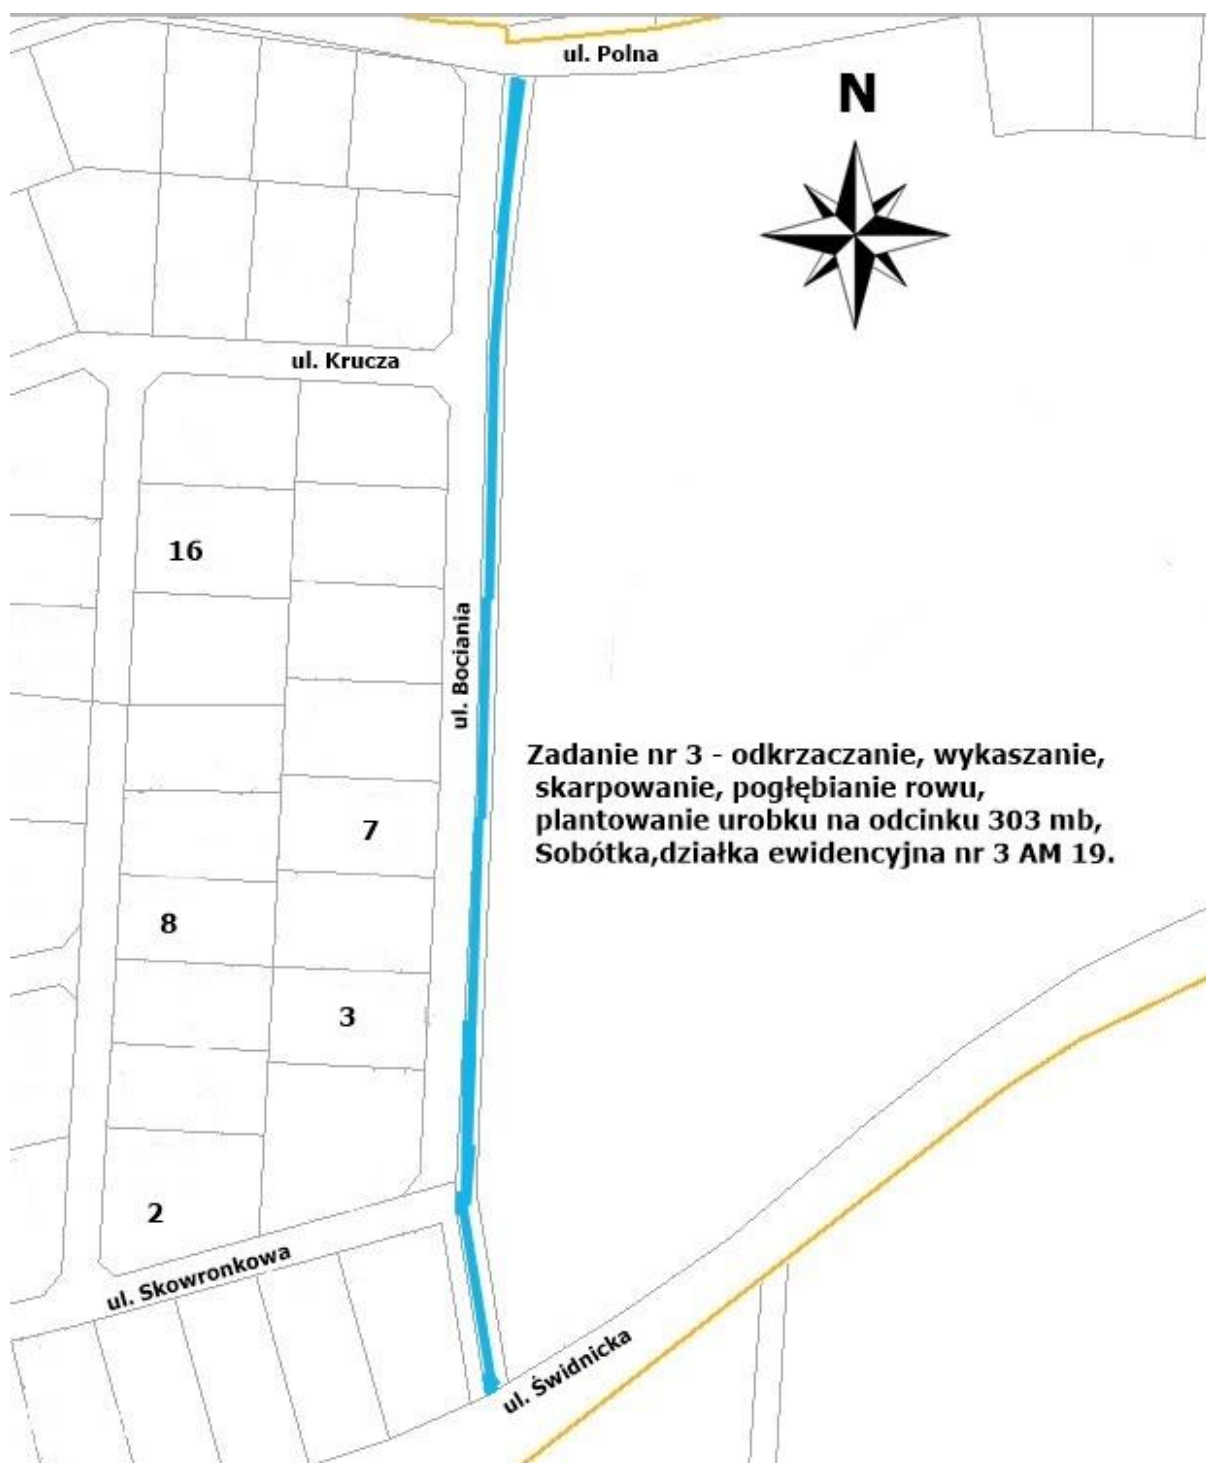 ul. Polna
N
ul. Krucza
16
ul. Bociania
Zadanie nr 3 - odkrzaczanie, wykaszanie,
skarpowanie, pogłębianie rowu,
plantowanie urobku na odcinku 303 mb,
Sobótka,działka ewidencyjna nr 3 AM 19.
7
8
3
2
ul. Skowronkowa
ul. Świdnicka